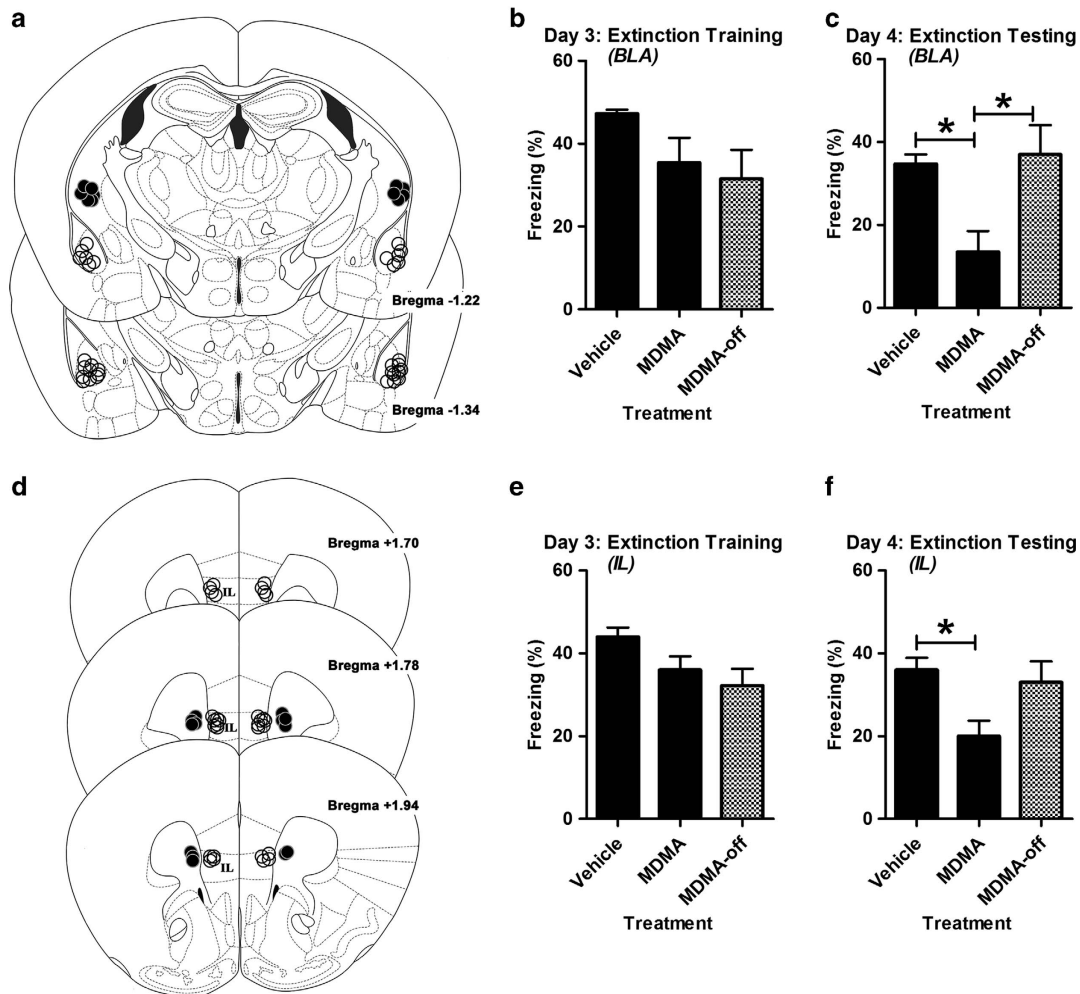 a
Bregma -1.22
Bregma -1.34
b
Day 3: Extinction Training
(BLA)
60
40
20
0
Freezing (%)
Vehicle
MDMA
MDMA-off
Treatment
c
Day 4: Extinction Testing
(BLA)
60
40
20
0
Freezing (%)
*
*
Vehicle
MDMA
MDMA-off
Treatment
d
Bregma +1.70
IL
Bregma +1.78
IL
Bregma +1.94
IL
e
Day 3: Extinction Training
(IL)
60
40
20
0
Freezing (%)
Vehicle
MDMA
MDMA-off
Treatment
f
Day 4: Extinction Testing
(IL)
60
40
20
0
Freezing (%)
*
Vehicle
MDMA
MDMA-off
Treatment